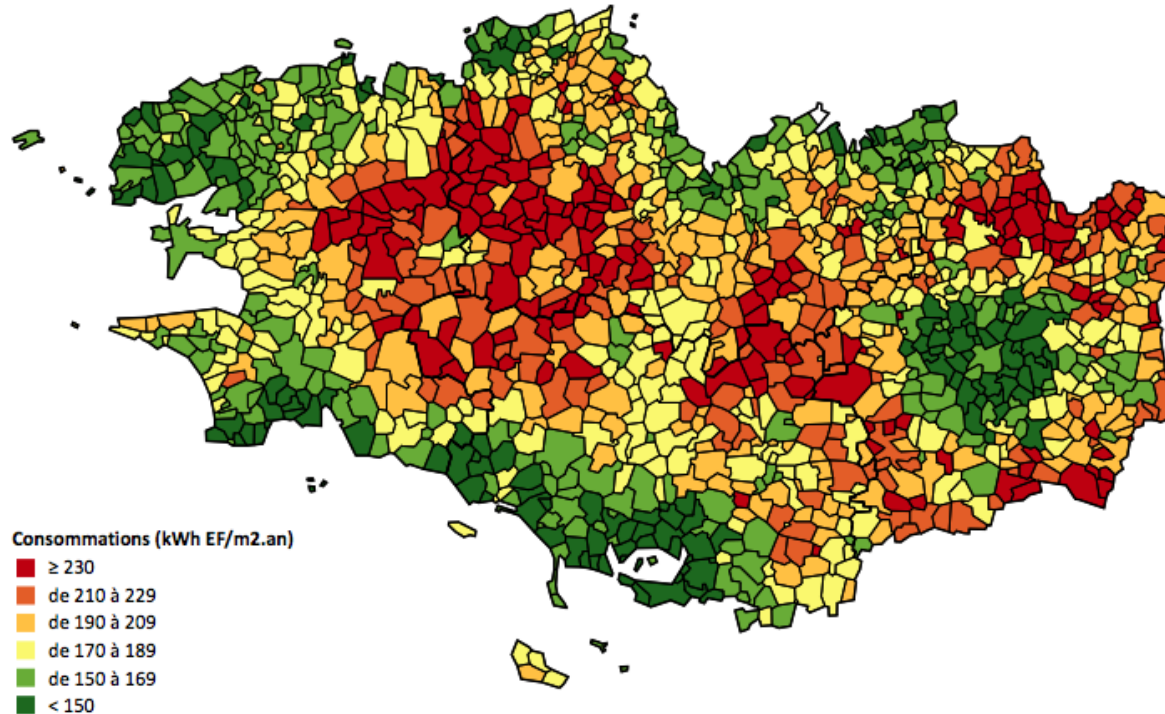 Consommations (kWh EF/m2.an)
≥ 230
de 210 à 229
de 190 à 209
de 170 à 189
de 150 à 169
< 150